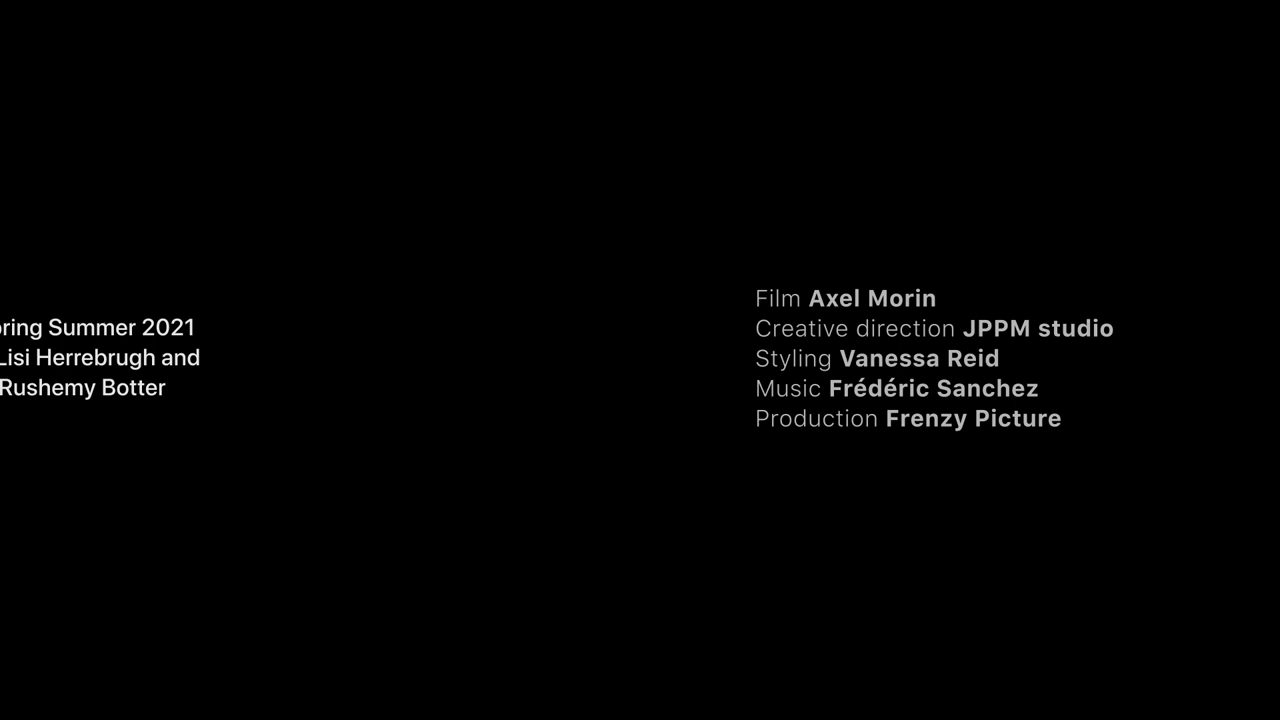 pring Summer 2021
Lisi Herrebrugh and
Rushemy Botter
Film Axel Morin
Creative direction JPPM studio
Styling Vanessa Reid
Music Frédéric Sanchez
Production Frenzy Picture